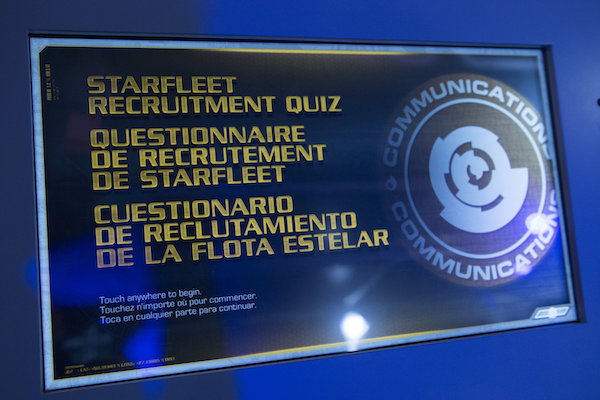 STARFLEET
RECRUITMENT QUIZ
QUESTIONNAIRE
DE RECRUTEMENT
DE STARFLEET
CUESTIONARIO
DE RECLUTAMIENTO
DE LA FLOTA ESTELAR
Touch anywhere to begin.
Touchez n'importe où pour commencer.
Toca en cualquier parte para continuar.
COMMUNICATIONS
COMMUNICATIONS